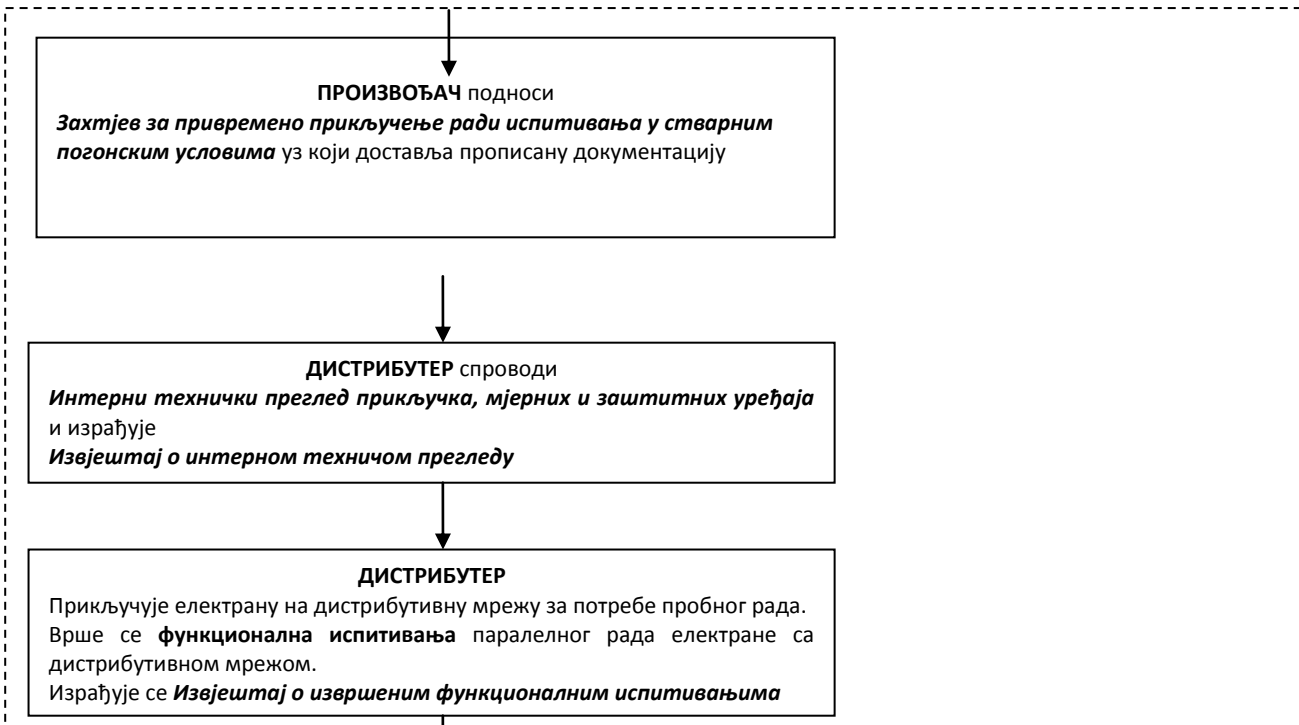 ПРОИЗВОЂАЧ подноси
Захтјев за привремено прикључење ради испитивања у стварним
погонским условима уз који доставља прописану документацију
ДИСТРИБУТЕР спроводи
Интерни технички преглед прикључка, мјерних и заштитних уређаја
и израђује
Извјештај о интерном техничом прегледу
ДИСТРИБУТЕР
Прикључује електрану на дистрибутивну мрежу за потребе пробног рада.
Врше се функционална испитивања паралелног рада електране са
дистрибутивном мрежом.
Израђује се Извјештај о извршеним функционалним испитивањима